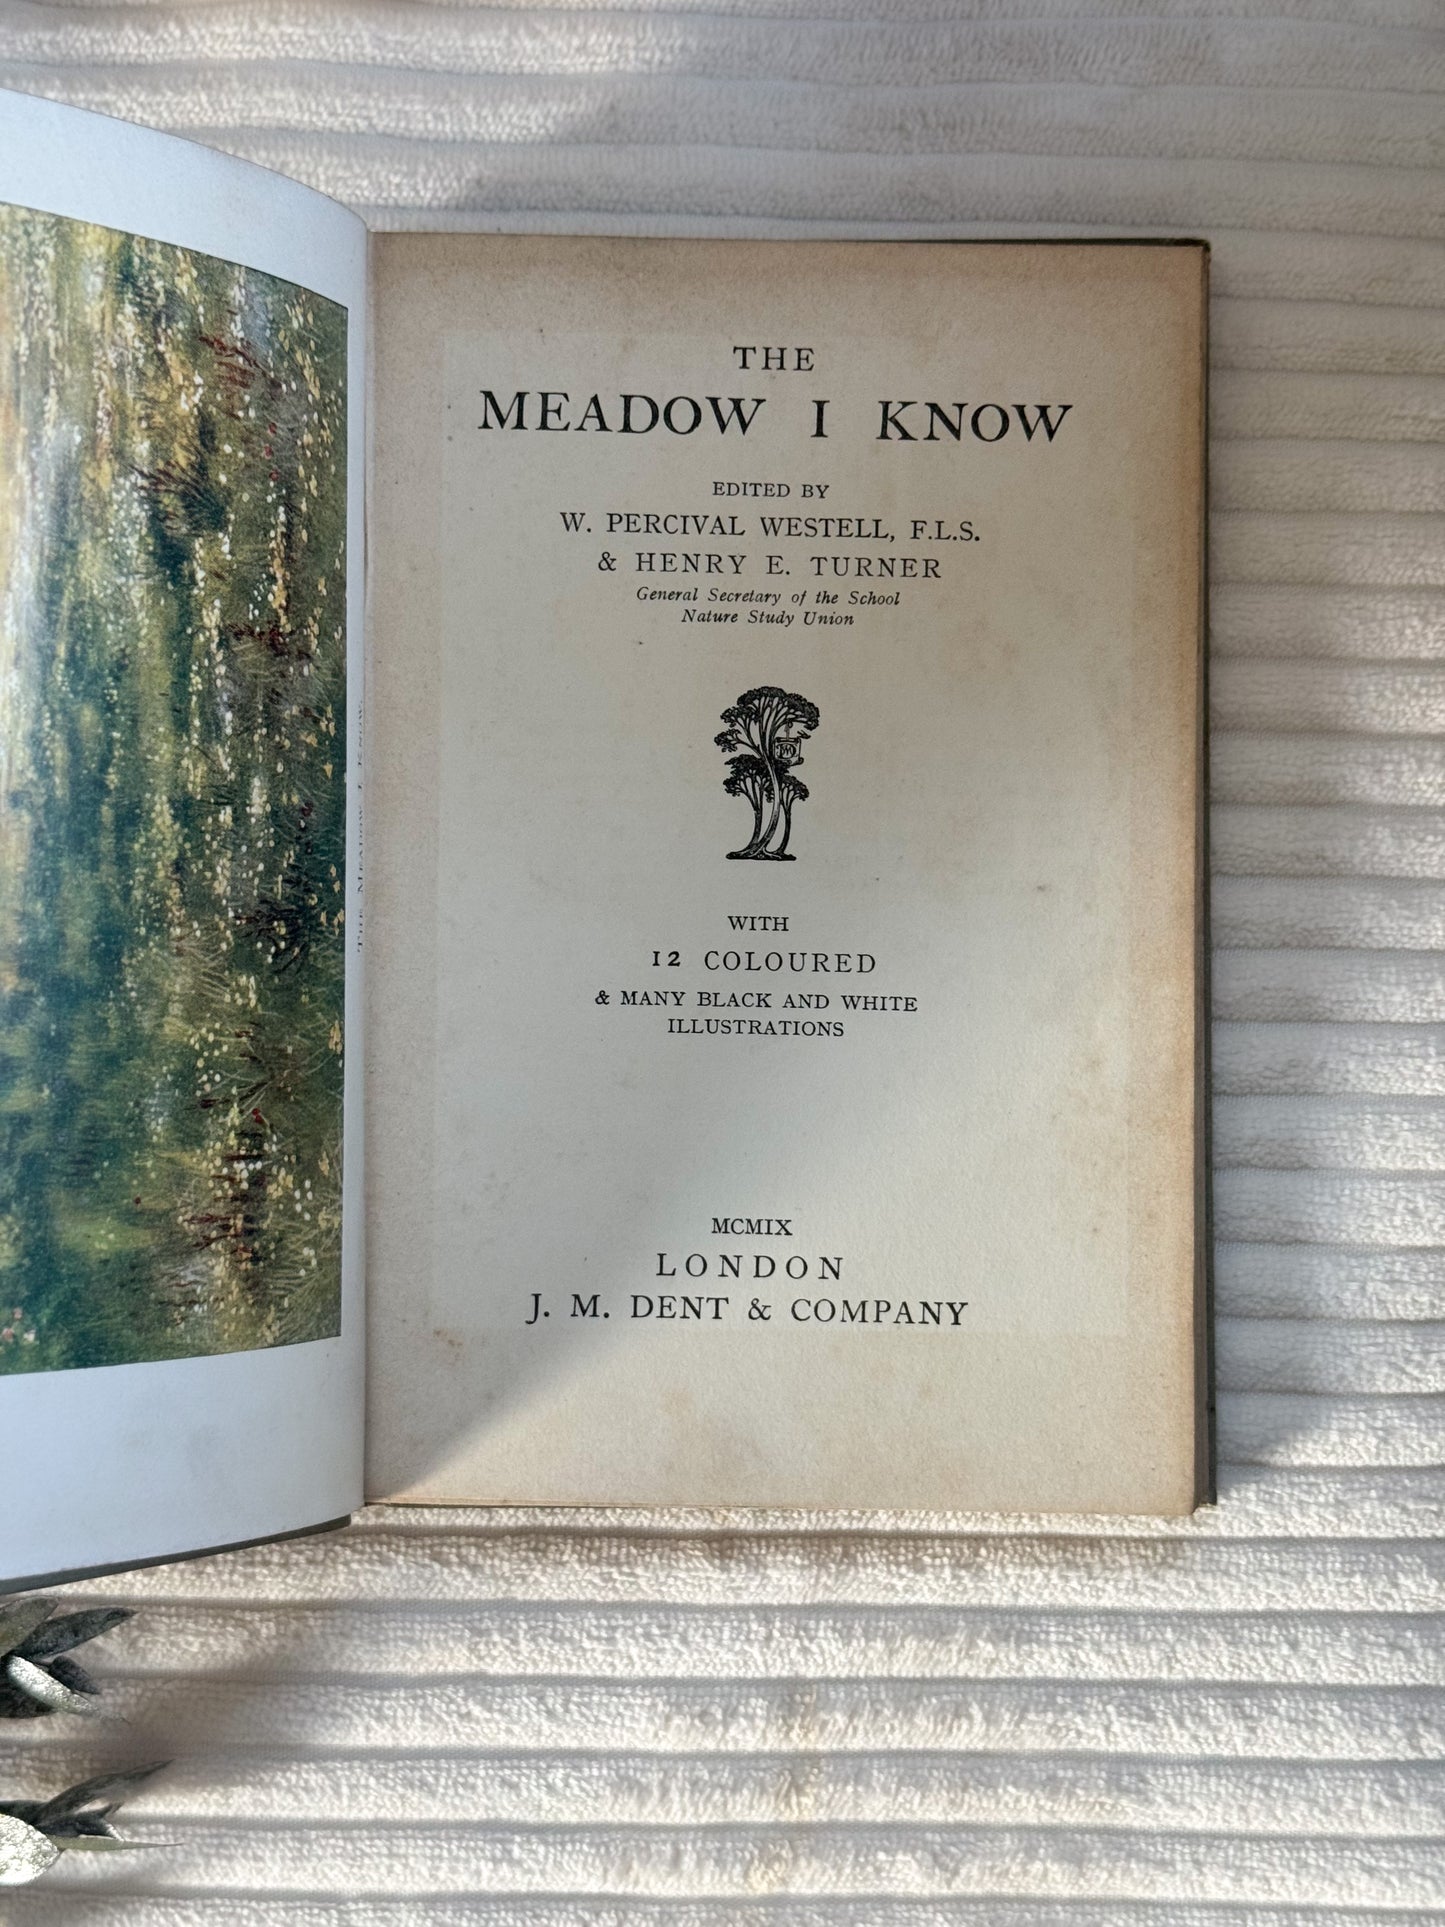 THE MEADOW I KNOW.
THE
MEADOW I KNOW
EDITED BY
W. PERCIVAL WESTELL, F.L.S.
& HENRY E. TURNER
General Secretary of the School
Nature Study Union
WITH
12 COLOURED
& MANY BLACK AND WHITE
ILLUSTRATIONS
MCMIX
LONDON
J. M. DENT & COMPANY